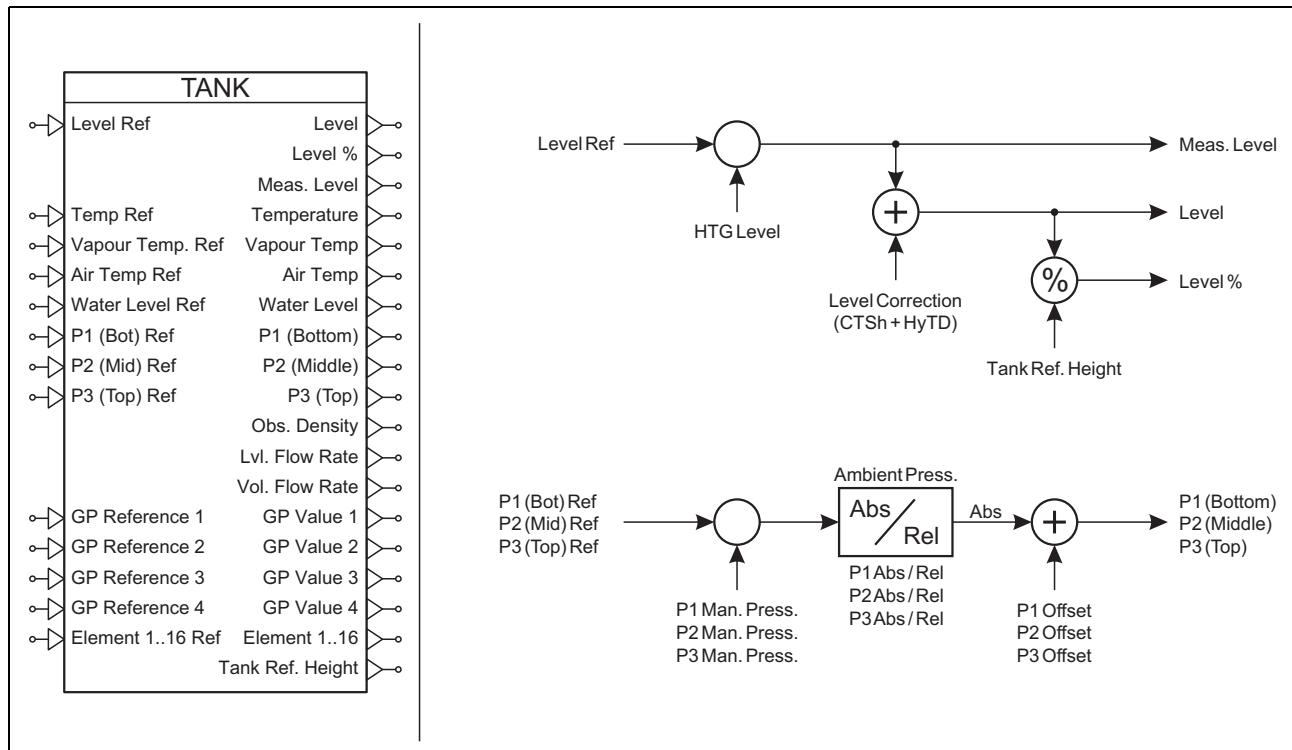 TANK
Level Ref Level
Level %
Meas. Level
Temp Ref Temperature
Vapour Temp. Ref Vapour Temp
Air Temp Ref Air Temp
Water Level Ref Water Level
P1 (Bot) Ref P1 (Bottom)
P2 (Mid) Ref P2 (Middle)
P3 (Top) Ref P3 (Top)
Obs. Density
Lvl. Flow Rate
Vol. Flow Rate
GP Reference 1 GP Value 1
GP Reference 2 GP Value 2
GP Reference 3 GP Value 3
GP Reference 4 GP Value 4
Element 1..16 Ref Element 1..16
Tank Ref. Height
Level Ref
Meas. Level
HTG Level
+
Level
Level Correction
(CTSh + HyTD)
%
Level %
Tank Ref. Height
P1 (Bot) Ref
P2 (Mid) Ref
P3 (Top) Ref
P1 Man. Press.
P2 Man. Press.
P3 Man. Press.
Ambient Press.
Abs / Rel
P1 Abs / Rel
P2 Abs / Rel
P3 Abs / Rel
Abs
+
P1 Offset
P2 Offset
P3 Offset
P1 (Bottom)
P2 (Middle)
P3 (Top)